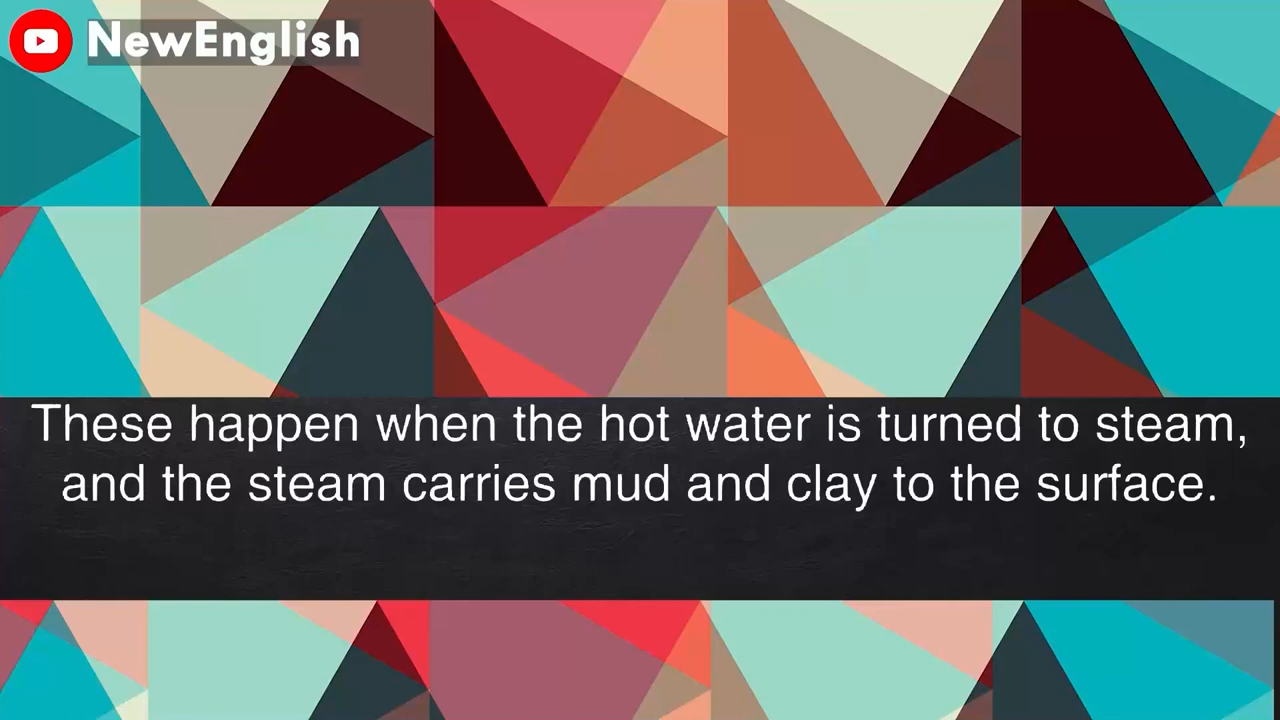 NewEnglish
These happen when the hot water is turned to steam,
and the steam carries mud and clay to the surface.